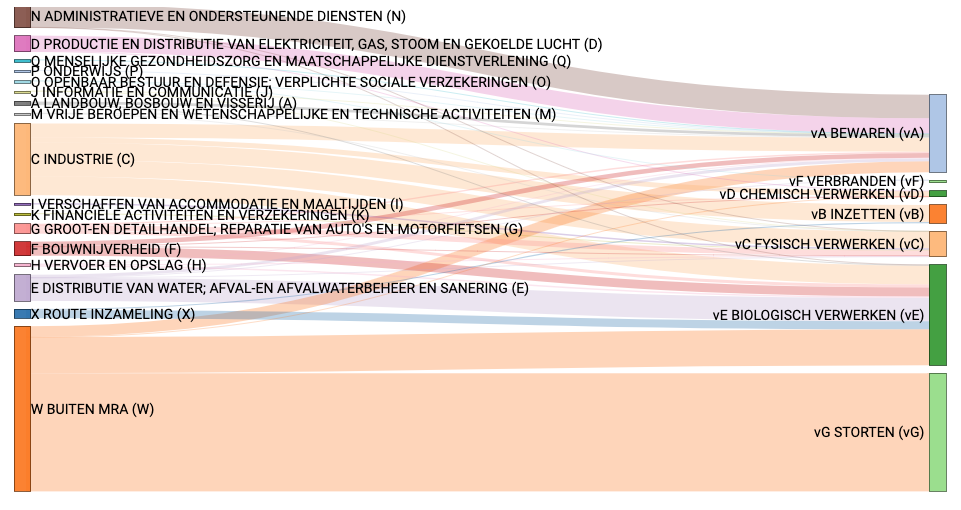 N ADMINISTRATIEVE EN ONDERSTEUNENDE DIENSTEN (N)
D PRODUCTIE EN DISTRIBUTIE VAN ELEKTRICITEIT, GAS, STOOM EN GEKOELDE LUCHT (D)
Q MENSELIJKE GEZONDHEIDSZORG EN MAATSCHAPPELIJKE DIENSTVERLENING (Q)
P ONDERWIJS (P)
O OPENBAAR BESTUUR EN DEFENSIE; VERPLICHTE SOCIALE VERZEKERINGEN (O)
J INFORMATIE EN COMMUNICATIE (J)
A LANDBOUW, BOSBOUW EN VISSERIJ (A)
M VRIJE BEROEPEN EN WETENSCHAPPELIJKE EN TECHNISCHE ACTIVITEITEN (M)
C INDUSTRIE (C)
I VERSCHAFFEN VAN ACCOMMODATIE EN MAALTIJDEN (I)
K FINANCIELE ACTIVITEITEN EN VERZEKERINGEN (K)
G GROOT-EN DETAILHANDEL; REPARATIE VAN AUTO'S EN MOTORFIETSEN (G)
F BOUWNIJVERHEID (F)
H VERVOER EN OPSLAG (H)
E DISTRIBUTIE VAN WATER; AFVAL-EN AFVALWATERBEHEER EN SANERING (E)
X ROUTE INZAMELING (X)
W BUITEN MRA (W)
vA BEWAREN (vA)
vF VERBRANDEN (vF)
vD CHEMISCH VERWERKEN (vD)
vB INZETTEN (vB)
vC FYSISCH VERWERKEN (vC)
vE BIOLOGISCH VERWERKEN (vE)
vG STORTEN (vG)